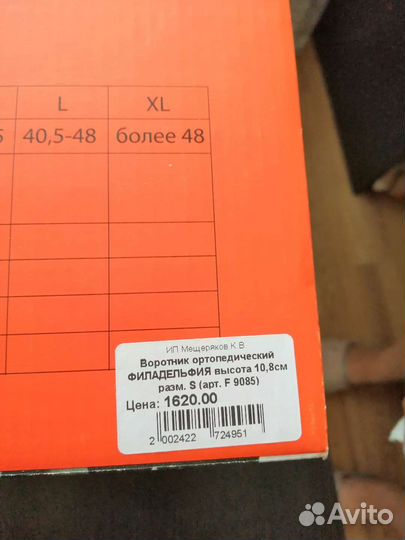 L XL
5 40,5-48 более 48
ИП Мещеряков К.В.
Воротник ортопедический
ФИЛАДЕЛЬФИЯ высота 10,8см
разм. S (арт. F 9085)
Цена: 1620.00
2 002422 724951
Avito